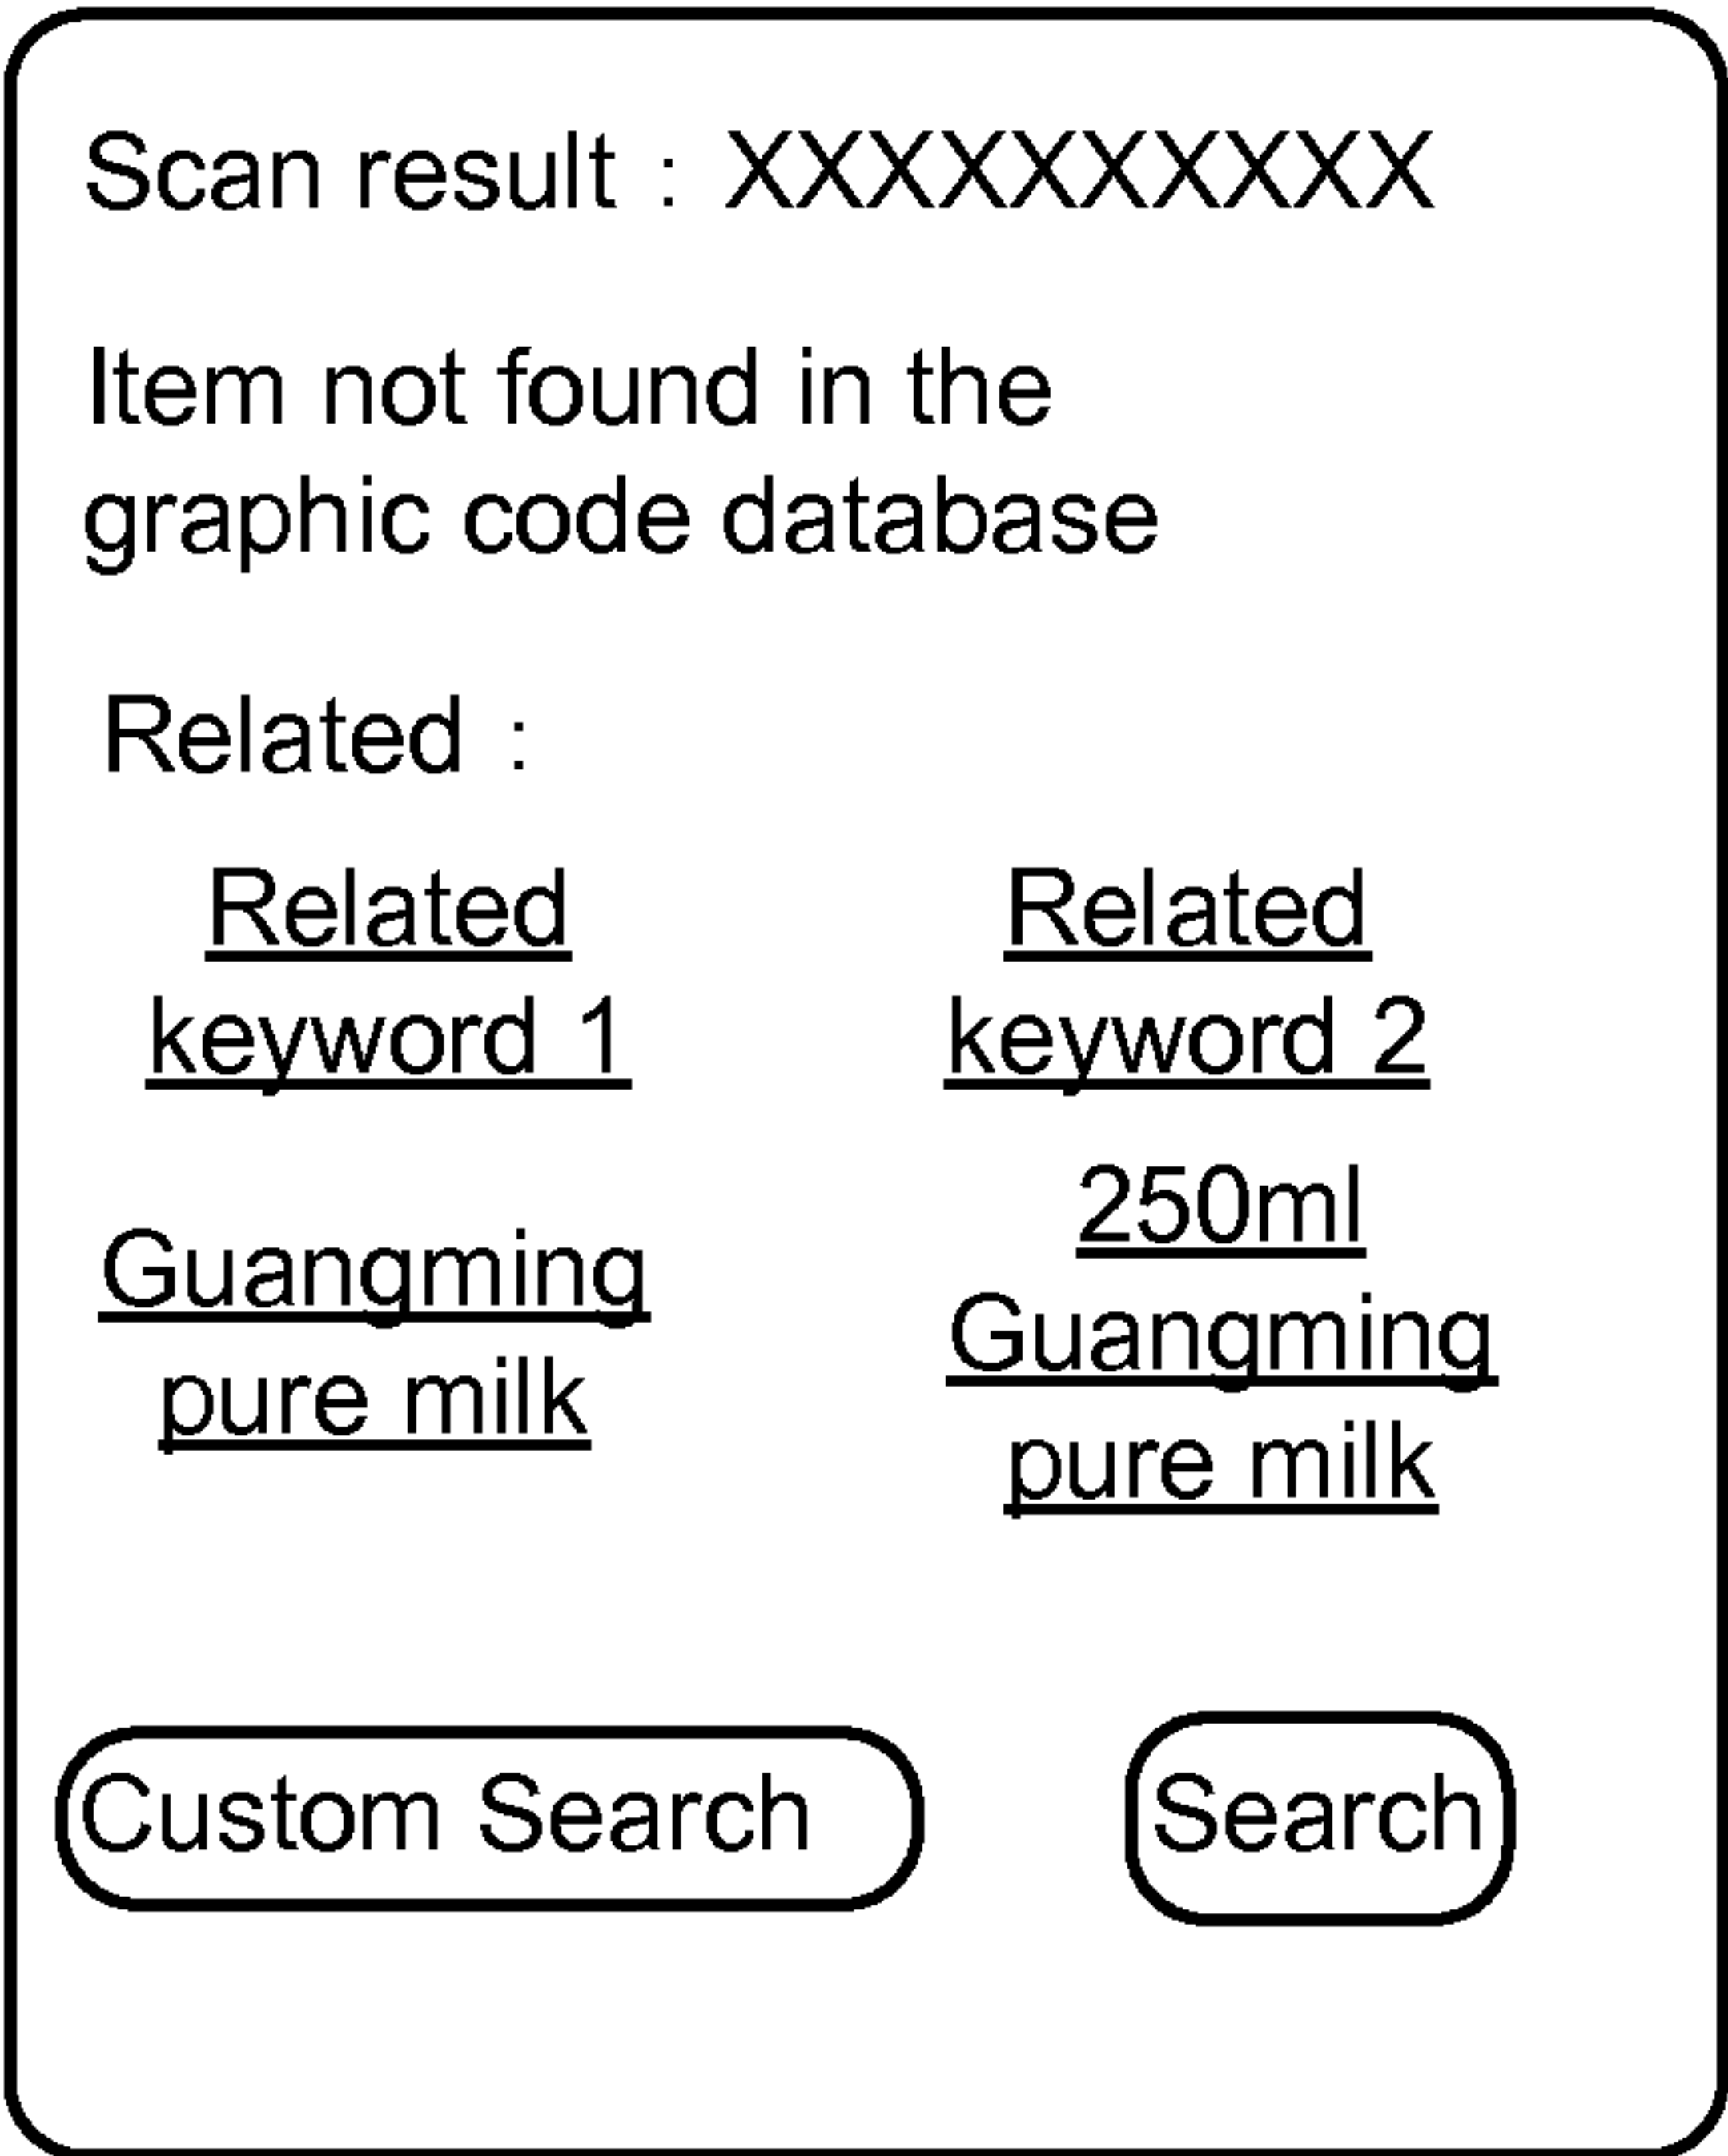 Scan result : XXXXXXXXXX
Item not found in the
graphic code database
Related :
Related
keyword 1
Related
keyword 2
Guangming
pure milk
250ml
Guangming
pure milk
Custom Search
Search